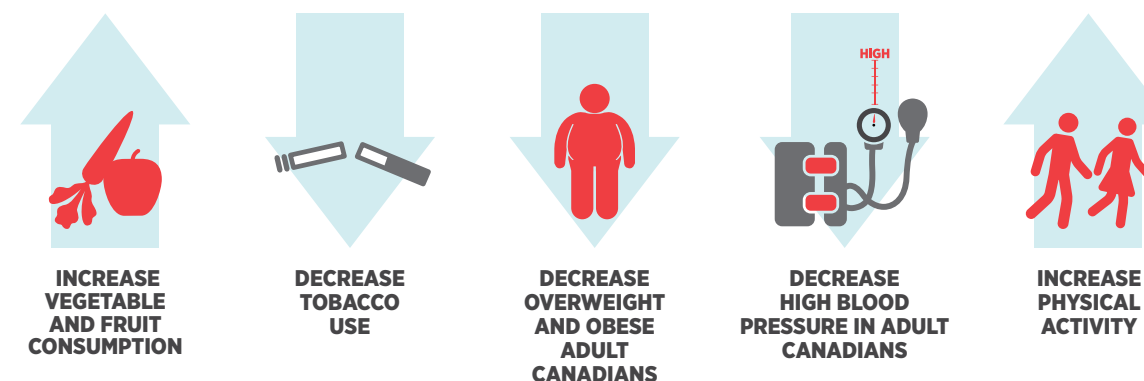 HIGH
INCREASE
VEGETABLE
AND FRUIT
CONSUMPTION
DECREASE
TOBACCO
USE
DECREASE
OVERWEIGHT
AND OBESE
ADULT
CANADIANS
DECREASE
HIGH BLOOD
PRESSURE IN ADULT
CANADIANS
INCREASE
PHYSICAL
ACTIVITY